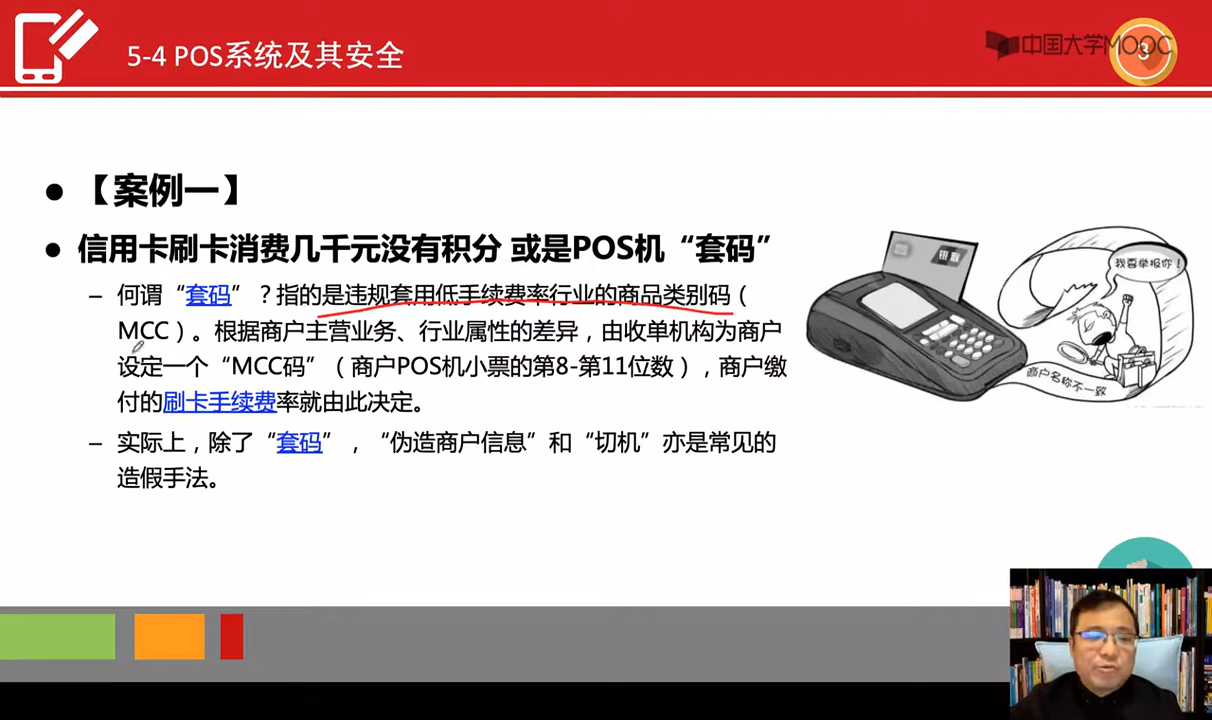 5-4 POS系统及其安全
中国大学MOOC
3
【案例一】
信用卡刷卡消费几千元没有积分 或是POS机“套码”
何谓“套码”？指的是违规套用低手续费率行业的商品类别码（
MCC）。根据商户主营业务、行业属性的差异，由收单机构为商户
设定一个“MCC码”（商户POS机小票的第8-第11位数），商户缴
付的刷卡手续费率就由此决定。
实际上，除了“套码”，“伪造商户信息”和“切机”亦是常见的
造假手法。
银联
我要举报你！
商户名称不一致